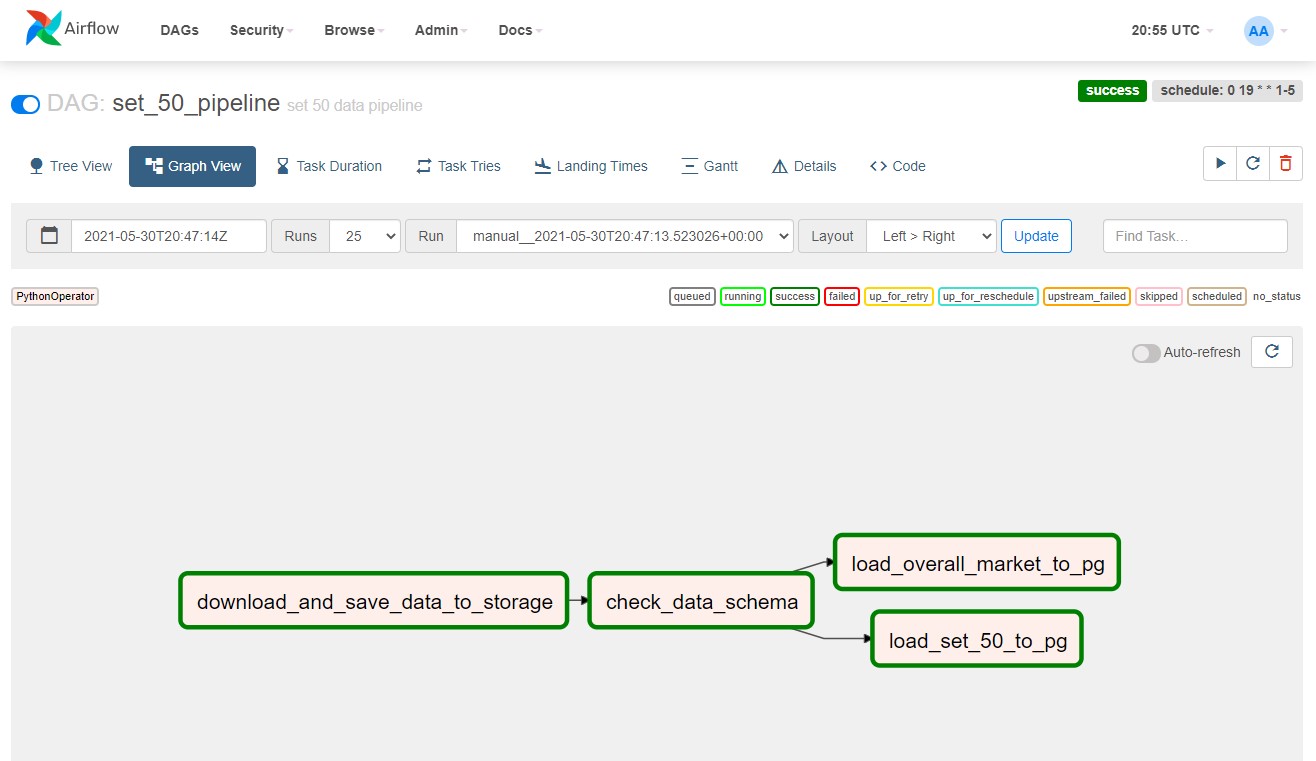 Airflow DAGs Security Browse Admin Docs 20:55 UTC AA
DAG: set_50_pipeline set 50 data pipeline success schedule: 0 19 * * 1-5
Tree View Graph View Task Duration Task Tries Landing Times Gantt Details Code
2021-05-30T20:47:14Z Runs 25 Run manual__2021-05-30T20:47:13.523026+00:00 Layout Left > Right Update Find Task...
PythonOperator queued running success failed up_for_retry up_for_reschedule upstream_failed skipped scheduled no_status
Auto-refresh
load_overall_market_to_pg
download_and_save_data_to_storage check_data_schema
load_set_50_to_pg